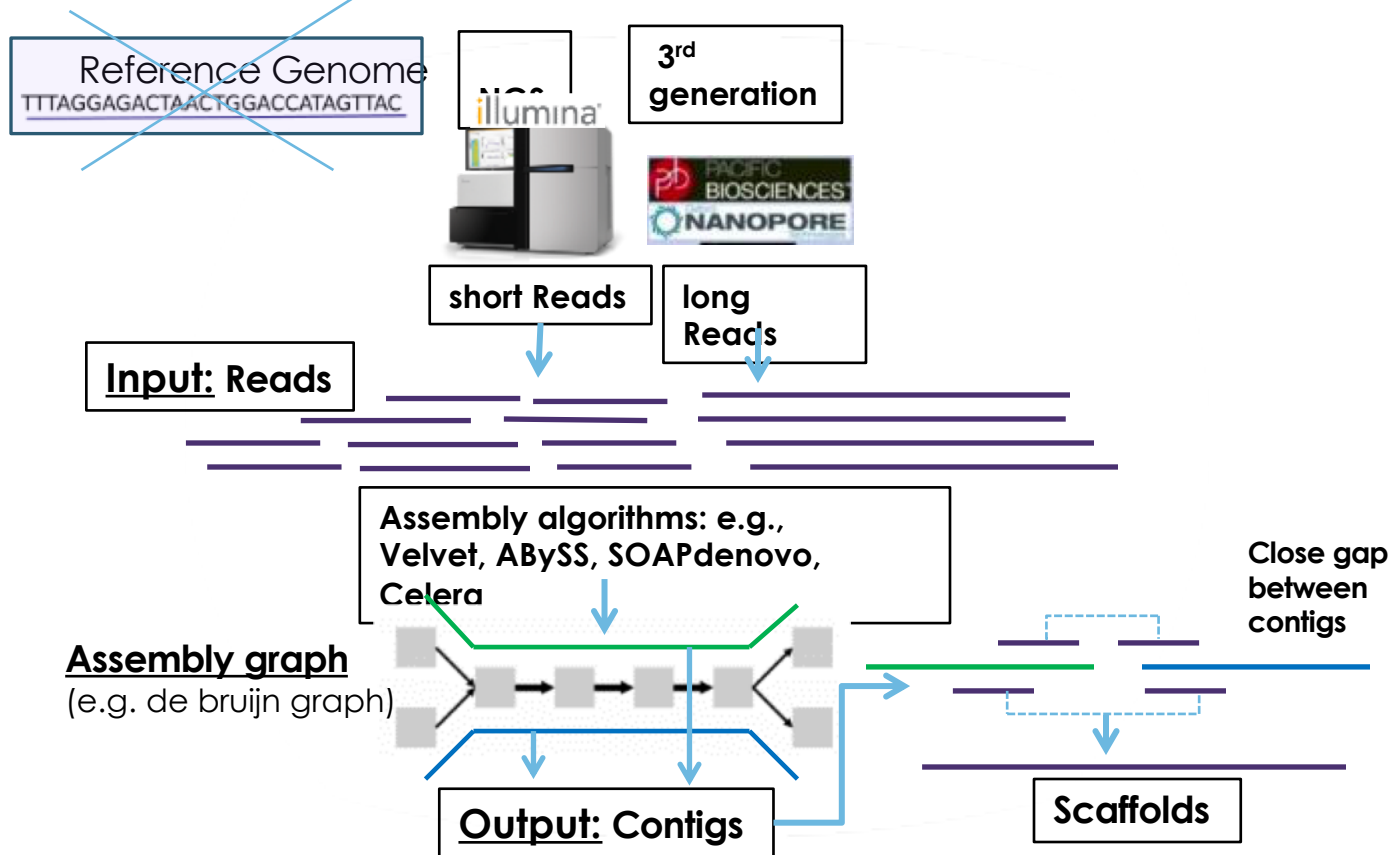 Reference Genome
TTTAGGAGACTAACTGGACCATAGTTAC
NGS
illumina
3rd
generation
PACIFIC
BIOSCIENCES
NANOPORE
short Reads
long
Reads
Input: Reads
Assembly algorithms: e.g.,
Velvet, ABySS, SOAPdenovo,
Celera
Close gap
between
contigs
Assembly graph
(e.g. de bruijn graph)
Output: Contigs
Scaffolds